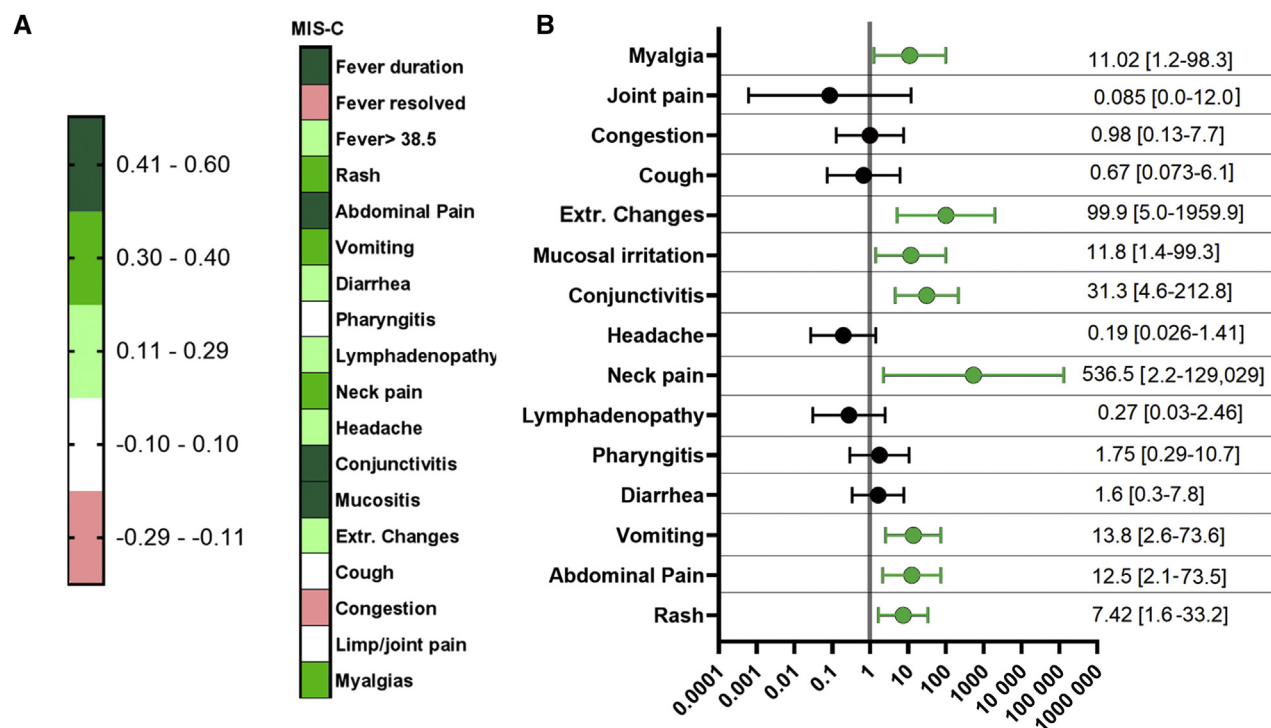 A
MIS-C
0.41 - 0.60
0.30 - 0.40
0.11 - 0.29
-0.10 - 0.10
-0.29 - -0.11
Fever duration
Fever resolved
Fever> 38.5
Rash
Abdominal Pain
Vomiting
Diarrhea
Pharyngitis
Lymphadenopathy
Neck pain
Headache
Conjunctivitis
Mucositis
Extr. Changes
Cough
Congestion
Limp/joint pain
Myalgias
B
Myalgia 11.02 [1.2-98.3]
Joint pain 0.085 [0.0-12.0]
Congestion 0.98 [0.13-7.7]
Cough 0.67 [0.073-6.1]
Extr. Changes 99.9 [5.0-1959.9]
Mucosal irritation 11.8 [1.4-99.3]
Conjunctivitis 31.3 [4.6-212.8]
Headache 0.19 [0.026-1.41]
Neck pain 536.5 [2.2-129,029]
Lymphadenopathy 0.27 [0.03-2.46]
Pharyngitis 1.75 [0.29-10.7]
Diarrhea 1.6 [0.3-7.8]
Vomiting 13.8 [2.6-73.6]
Abdominal Pain 12.5 [2.1-73.5]
Rash 7.42 [1.6 -33.2]
0.0001 0.001 0.01 0.1 1 10 100 1000 10 000 100 000 1000 000